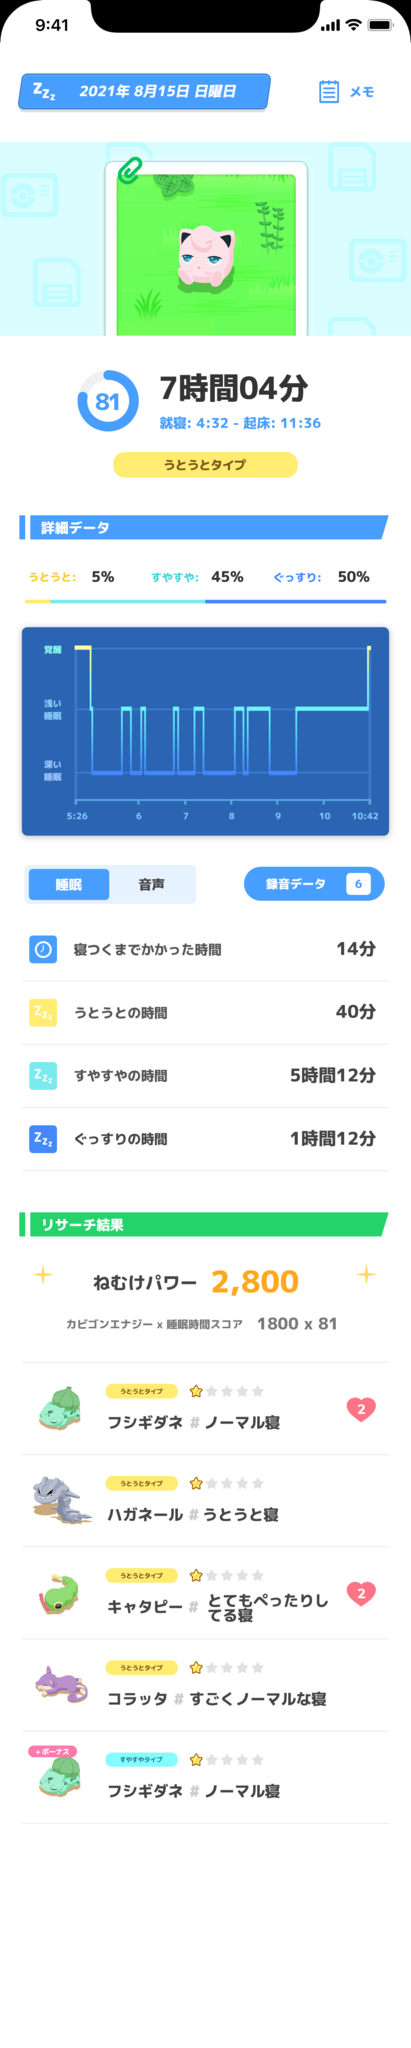 9:41
Zzz 2021年 8月15日 日曜日
メモ
81
7時間04分
就寝: 4:32 - 起床: 11:36
うとうとタイプ
詳細データ
うとうと: 5% すやすや: 45% ぐっすり: 50%
覚醒
浅い
睡眠
深い
睡眠
5:26 6 7 8 9 10 10:42
睡眠 音声 録音データ 6
寝つくまでかかった時間 14分
Zzz うとうとの時間 40分
Zzz すやすやの時間 5時間12分
Zzz ぐっすりの時間 1時間12分
リサーチ結果
ねむけパワー 2,800
カビゴンエナジー x 睡眠時間スコア 1800 x 81
うとうとタイプ
フシギダネ # ノーマル寝
2
うとうとタイプ
ハガネール # うとうと寝
うとうとタイプ
キャタピー # とてもぺったりし
てる寝
2
うとうとタイプ
コラッタ # すごくノーマルな寝
+ ボーナス
すやすやタイプ
フシギダネ # ノーマル寝